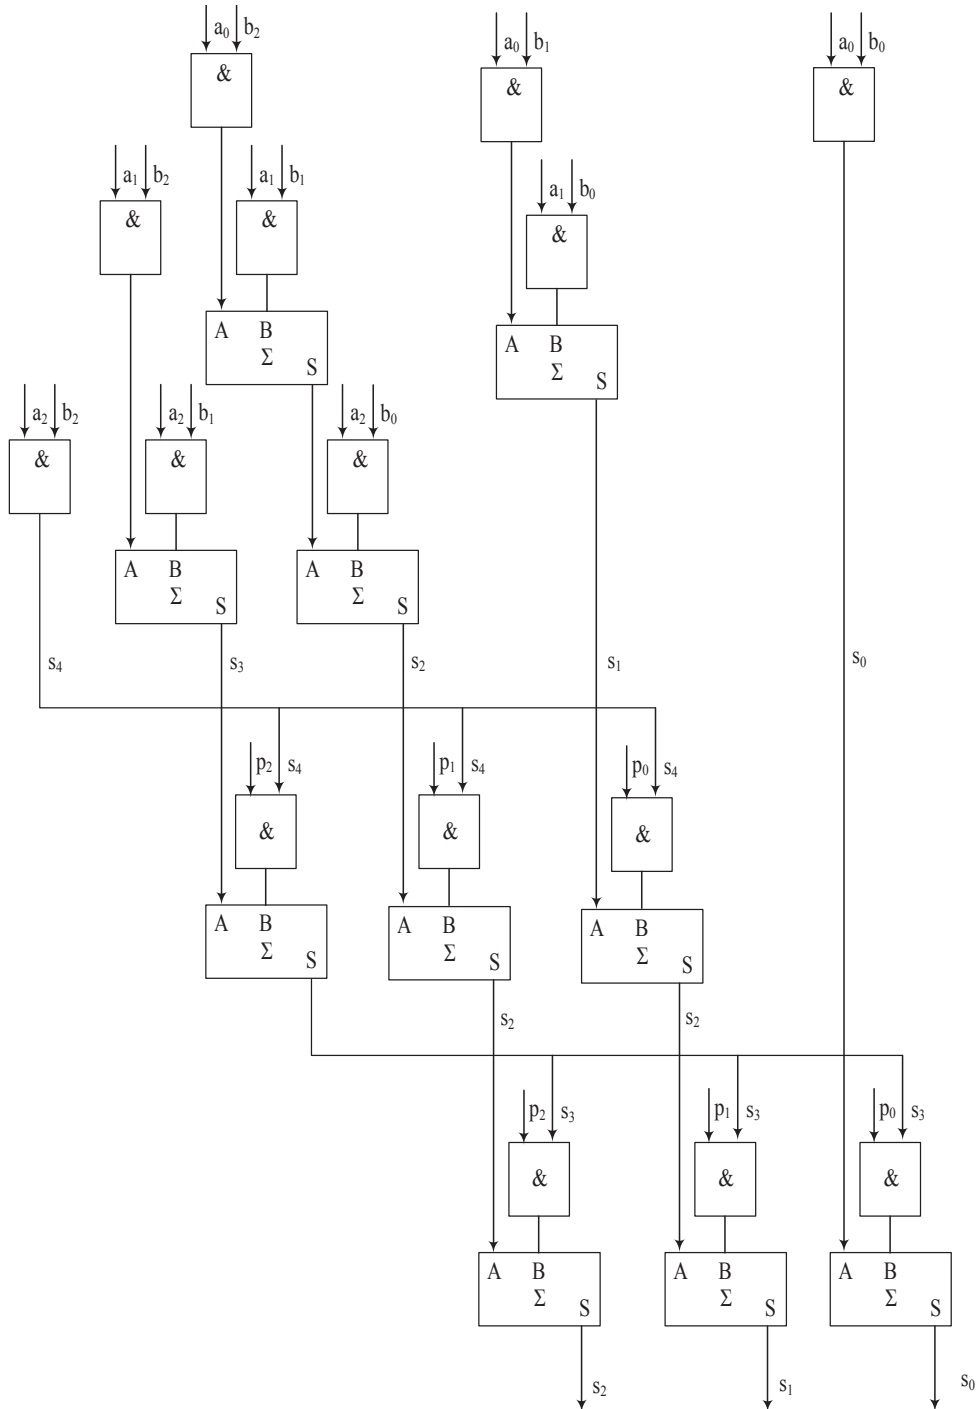 a₀ b₂
a₀ b₁
a₀ b₀
&
&
&
a₁ b₂
a₁ b₁
a₁ b₀
&
&
&
A B
Σ
S
A B
Σ
S
a₂ b₂
a₂ b₁
a₂ b₀
&
&
&
A B
Σ
S
A B
Σ
S
s₄
s₃
s₂
s₁
s₀
p₂ s₄
p₁ s₄
p₀ s₄
&
&
&
A B
Σ
S
A B
Σ
S
A B
Σ
S
s₂
s₂
p₂ s₃
p₁ s₃
p₀ s₃
&
&
&
A B
Σ
S
A B
Σ
S
A B
Σ
S
s₂
s₁
s₀